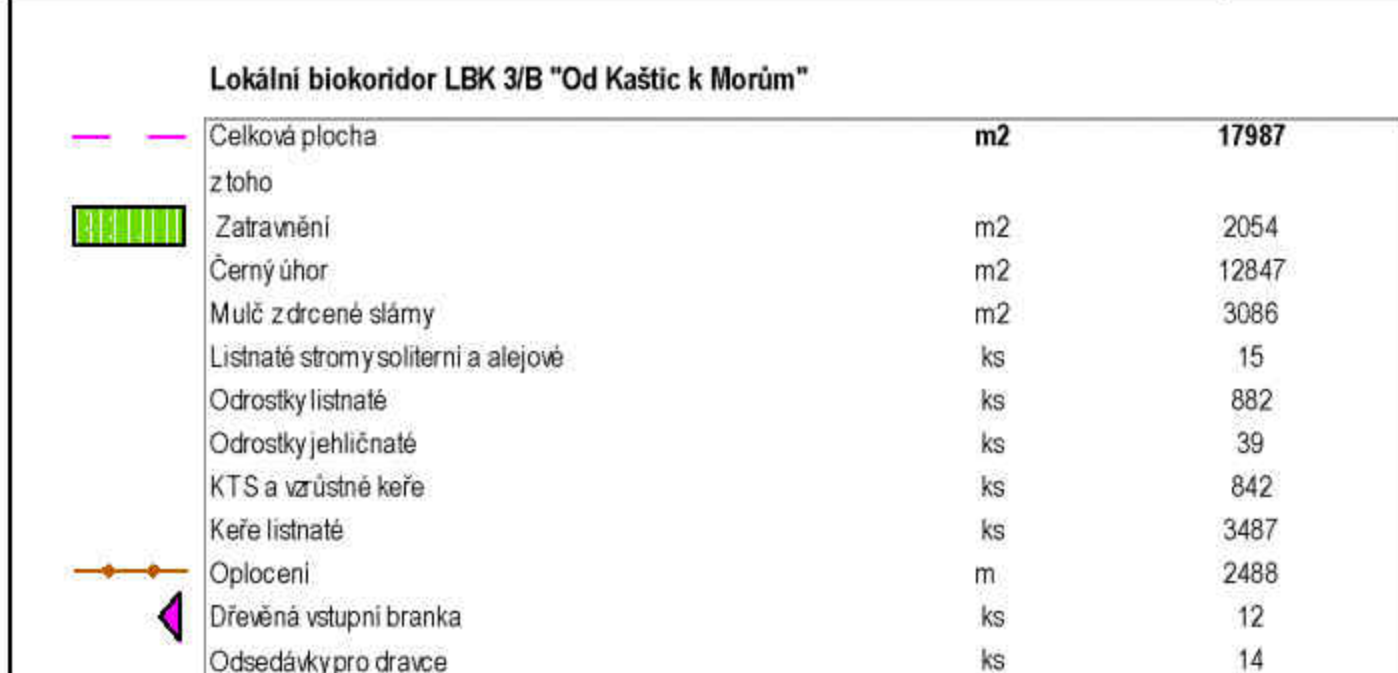 Lokální biokoridor LBK 3/B "Od Kaštic k Morům"
Celková plocha m2 17987
z toho
Zatravnění m2 2054
Černý úhor m2 12847
Mulč z drcené slámy m2 3086
Listnaté stromy soliterní a alejové ks 15
Odrostky listnaté ks 882
Odrostky jehličnaté ks 39
KTS a vzrůstné keře ks 842
Keře listnaté ks 3487
Oplocení m 2488
Dřevěná vstupní branka ks 12
Odsedávky pro dravce ks 14